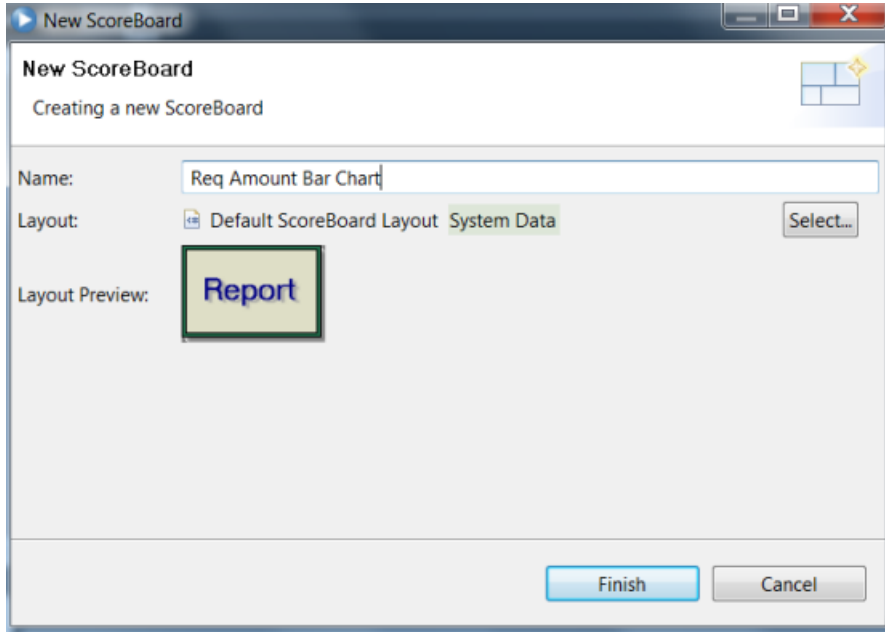 New ScoreBoard
New ScoreBoard
Creating a new ScoreBoard
Name: Req Amount Bar Chart
Layout: Default ScoreBoard Layout System Data Select...
Layout Preview: Report
Finish Cancel